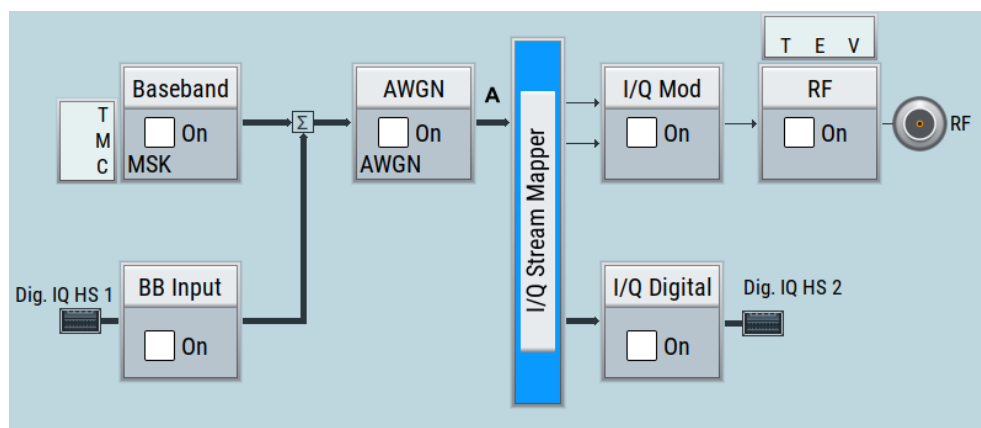 T E V
Baseband
On
MSK
T
M
C
Σ
AWGN
On
AWGN
A
I/Q Stream Mapper
I/Q Mod
On
RF
On
RF
Dig. IQ HS 1
BB Input
On
I/Q Digital
On
Dig. IQ HS 2